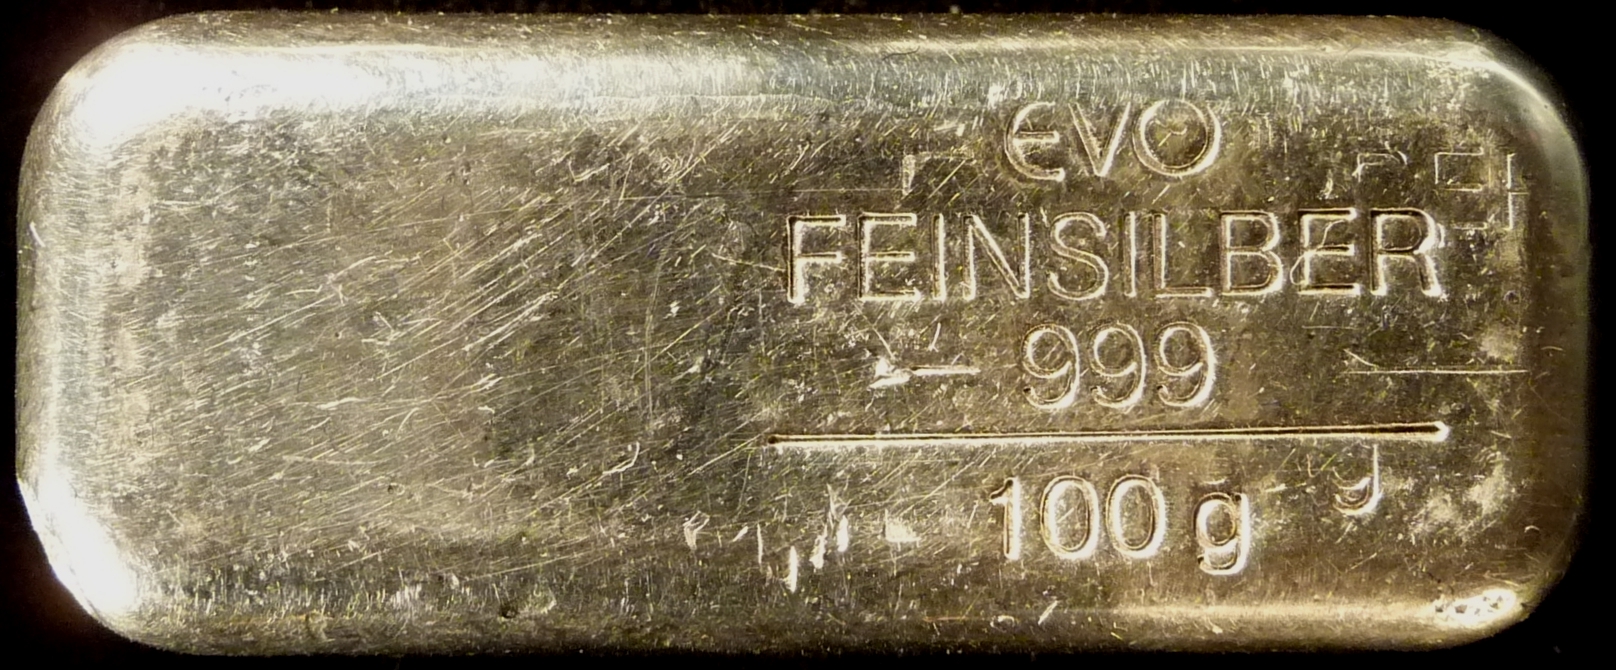 EVO
FEINSILBER
999
100 g